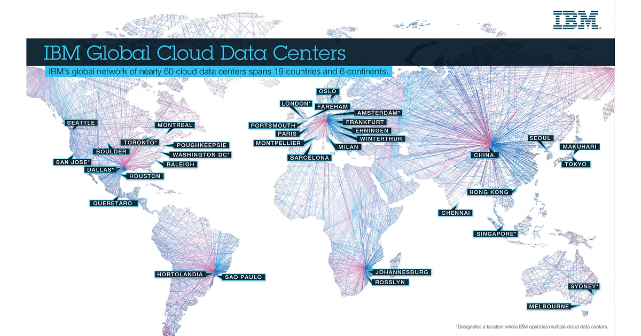 IBM.
IBM Global Cloud Data Centers
IBM's global network of nearly 60 cloud data centers spans 19 countries and 6 continents.
OSLO
LONDON*
FAREHAM
AMSTERDAM*
SEATTLE
MONTREAL
PORTSMOUTH
FRANKFURT
PARIS
EHNINGEN
TORONTO*
POUGHKEEPSIE
MONTPELLIER
WINTERTHUR
SEOUL
MAKUHARI
BOULDER
WASHINGTON DC*
MILAN
CHINA
SAN JOSE*
RALEIGH
BARCELONA
TOKYO
DALLAS*
HOUSTON
HONG KONG
QUERETARO
CHENNAI
SINGAPORE*
HORTOLANDIA
SAO PAULO
JOHANNESBURG
ROSSLYN
SYDNEY*
MELBOURNE
*Designates a location where IBM operates multiple cloud data centers.